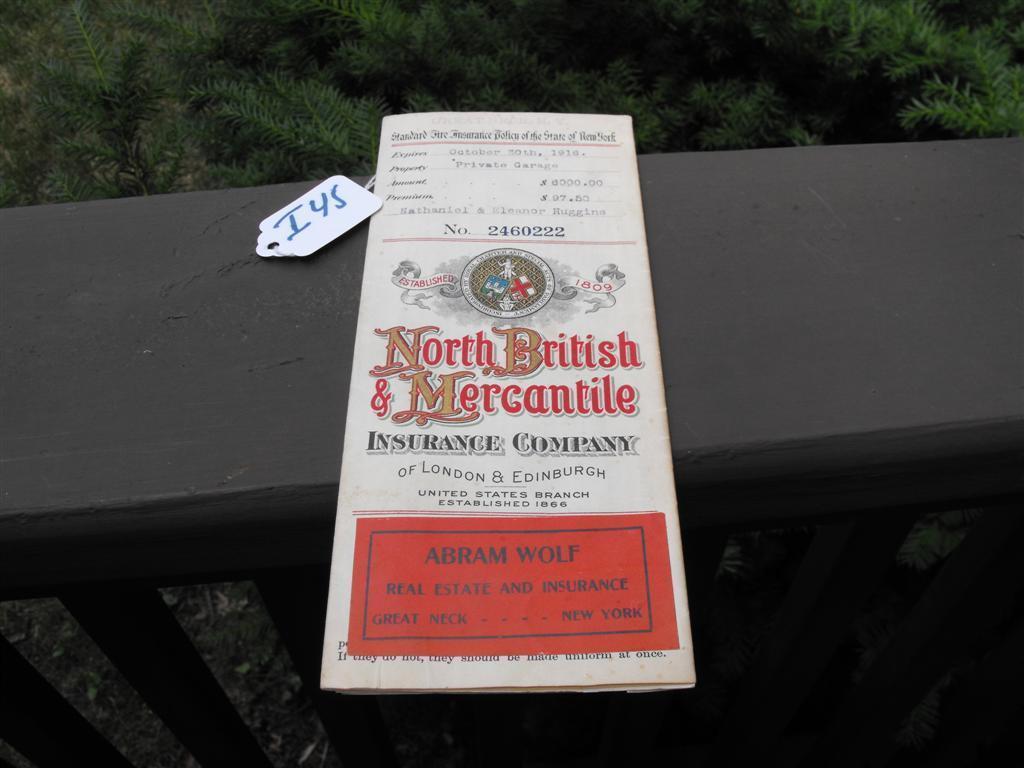 Standard Fire Insurance Policy of the State of New York
Expires October 30th, 1916.
Property Private Garage
Amount $ 6000.00
Premium $ 97.50
Nathaniel & Eleanor Huggins
No. 2460222
I 45
ESTABLISHED 1809
North British
& Mercantile
INSURANCE COMPANY
OF LONDON & EDINBURGH
UNITED STATES BRANCH
ESTABLISHED 1866
ABRAM WOLF
REAL ESTATE AND INSURANCE
GREAT NECK - - - - NEW YORK
If they do not, they should be made uniform at once.